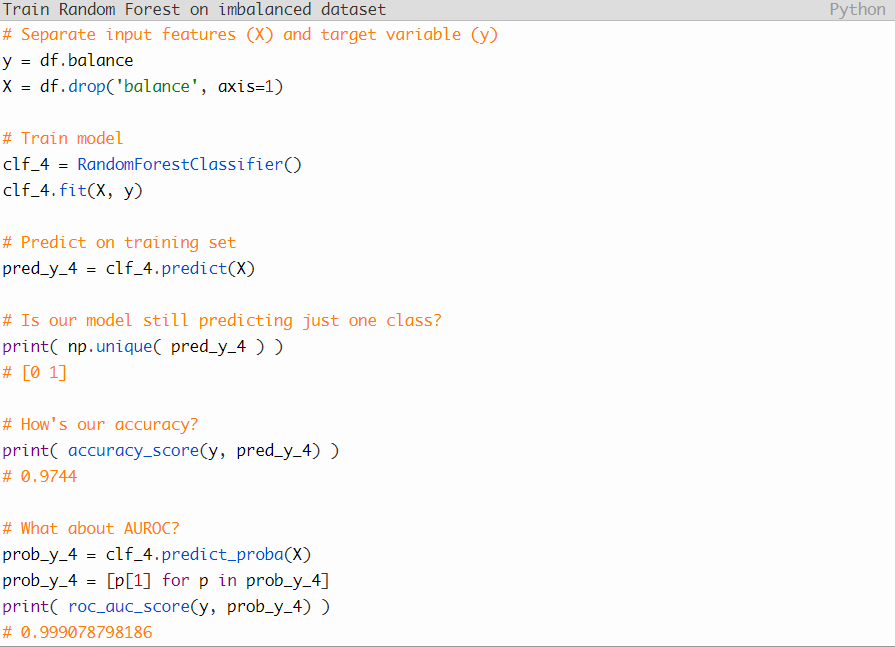 Train Random Forest on imbalanced dataset Python
# Separate input features (X) and target variable (y)
y = df.balance
X = df.drop('balance', axis=1)
# Train model
clf_4 = RandomForestClassifier()
clf_4.fit(X, y)
# Predict on training set
pred_y_4 = clf_4.predict(X)
# Is our model still predicting just one class?
print( np.unique( pred_y_4 ) )
# [0 1]
# How's our accuracy?
print( accuracy_score(y, pred_y_4) )
# 0.9744
# What about AUROC?
prob_y_4 = clf_4.predict_proba(X)
prob_y_4 = [p[1] for p in prob_y_4]
print( roc_auc_score(y, prob_y_4) )
# 0.999078798186